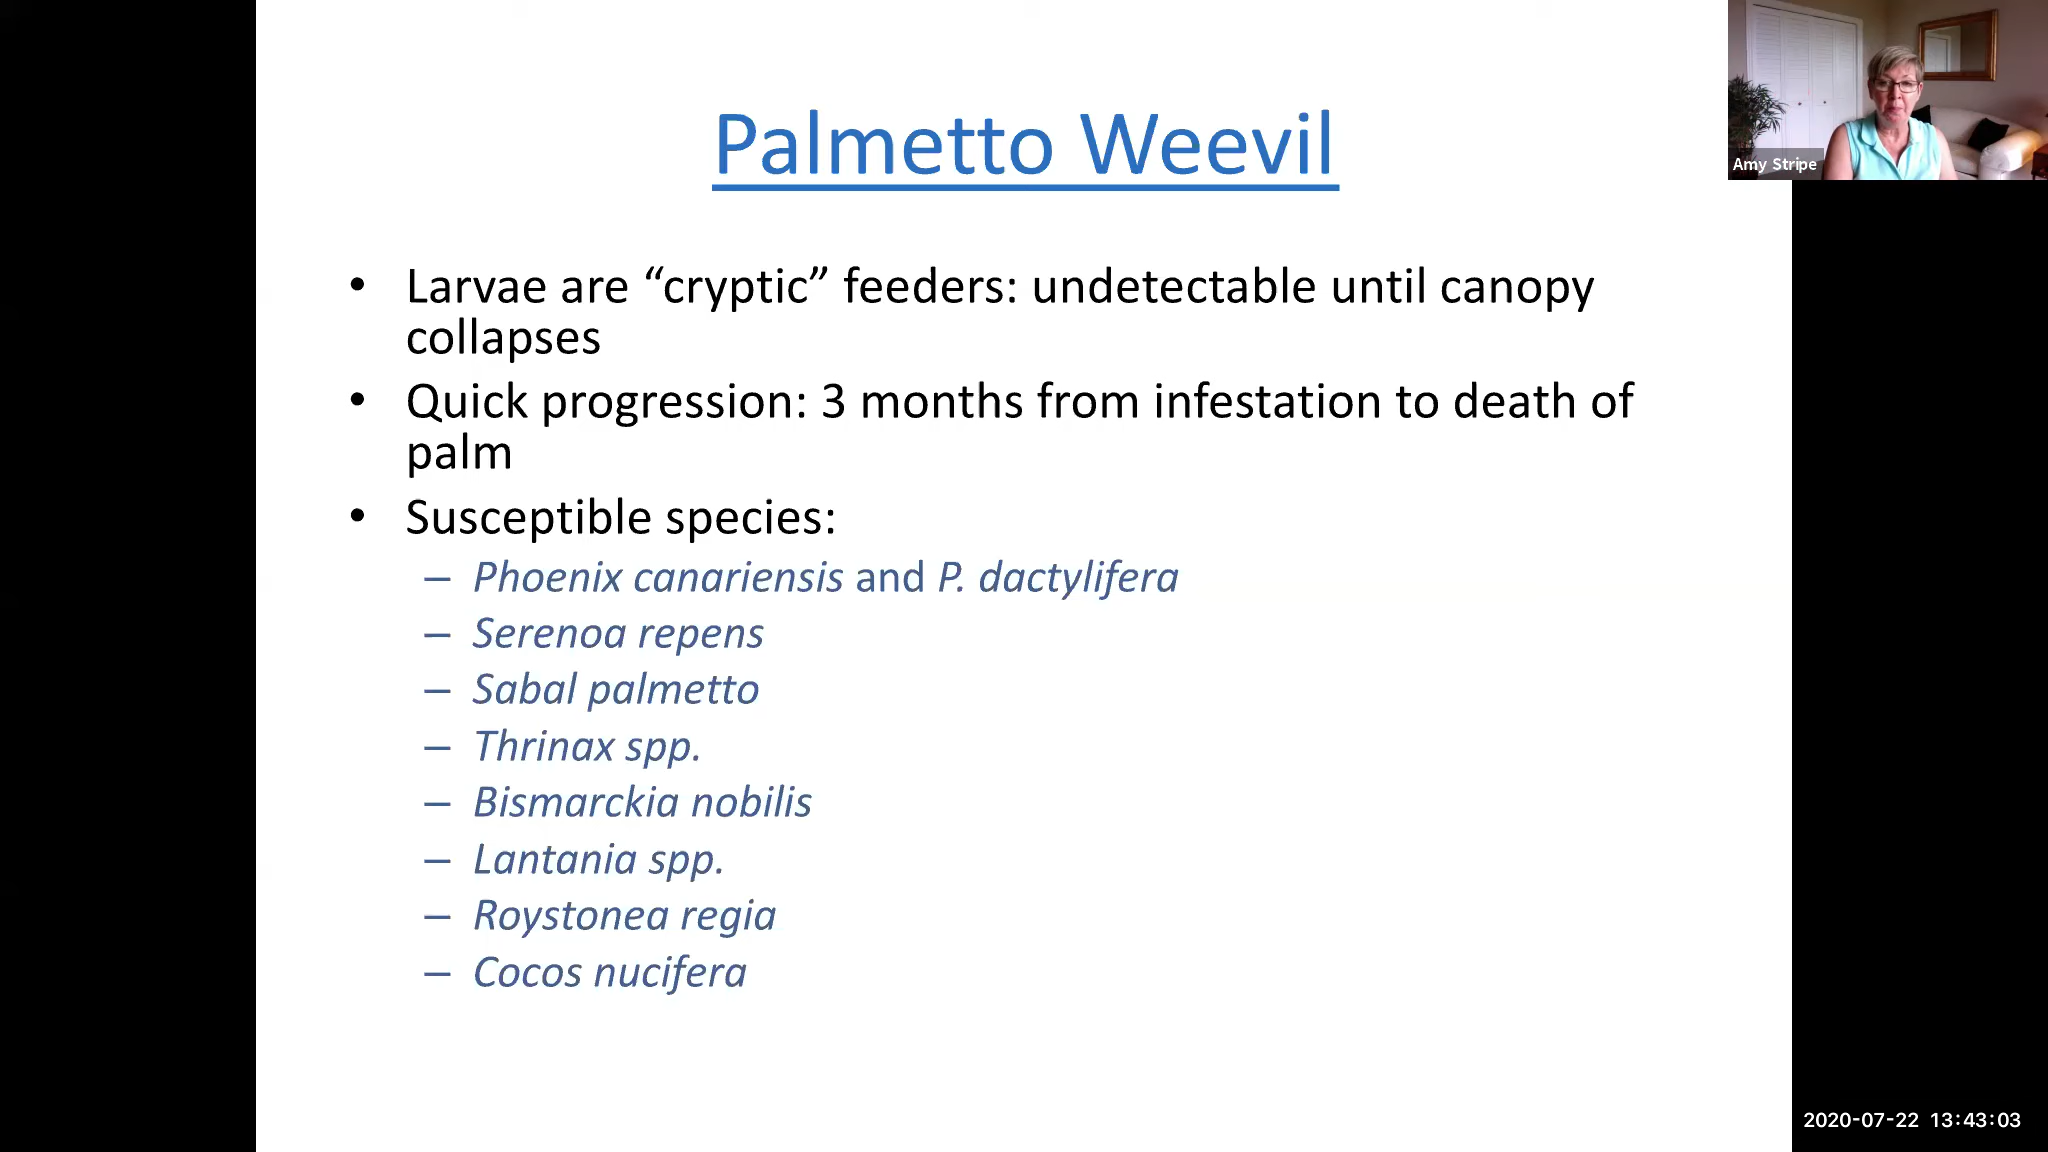 Palmetto Weevil
Amy Stripe
• Larvae are “cryptic” feeders: undetectable until canopy
collapses
• Quick progression: 3 months from infestation to death of
palm
• Susceptible species:
– Phoenix canariensis and P. dactylifera
– Serenoa repens
– Sabal palmetto
– Thrinax spp.
– Bismarckia nobilis
– Lantania spp.
– Roystonea regia
– Cocos nucifera
2020-07-22 13:43:03